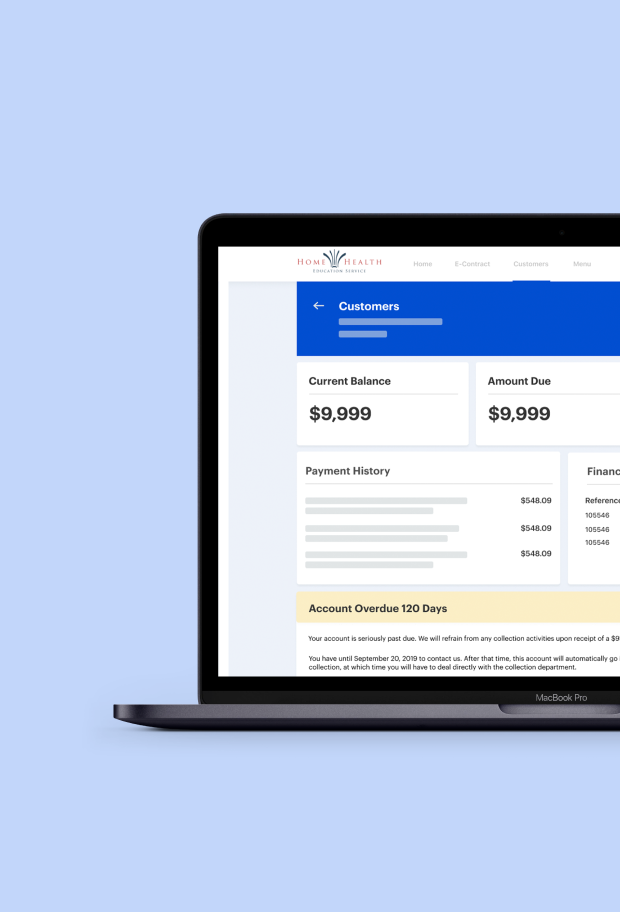 HOME HEALTH
EDUCATION SERVICE
Home E-Contract Customers Menu
← Customers
Current Balance
$9,999
Amount Due
$9,999
Payment History
$548.09
$548.09
$548.09
Financ
Reference
105546
105546
105546
Account Overdue 120 Days
Your account is seriously past due. We will refrain from any collection activities upon receipt of a $9
You have until September 20, 2019 to contact us. After that time, this account will automatically go
collection, at which time you will have to deal directly with the collection department.
MacBook Pro